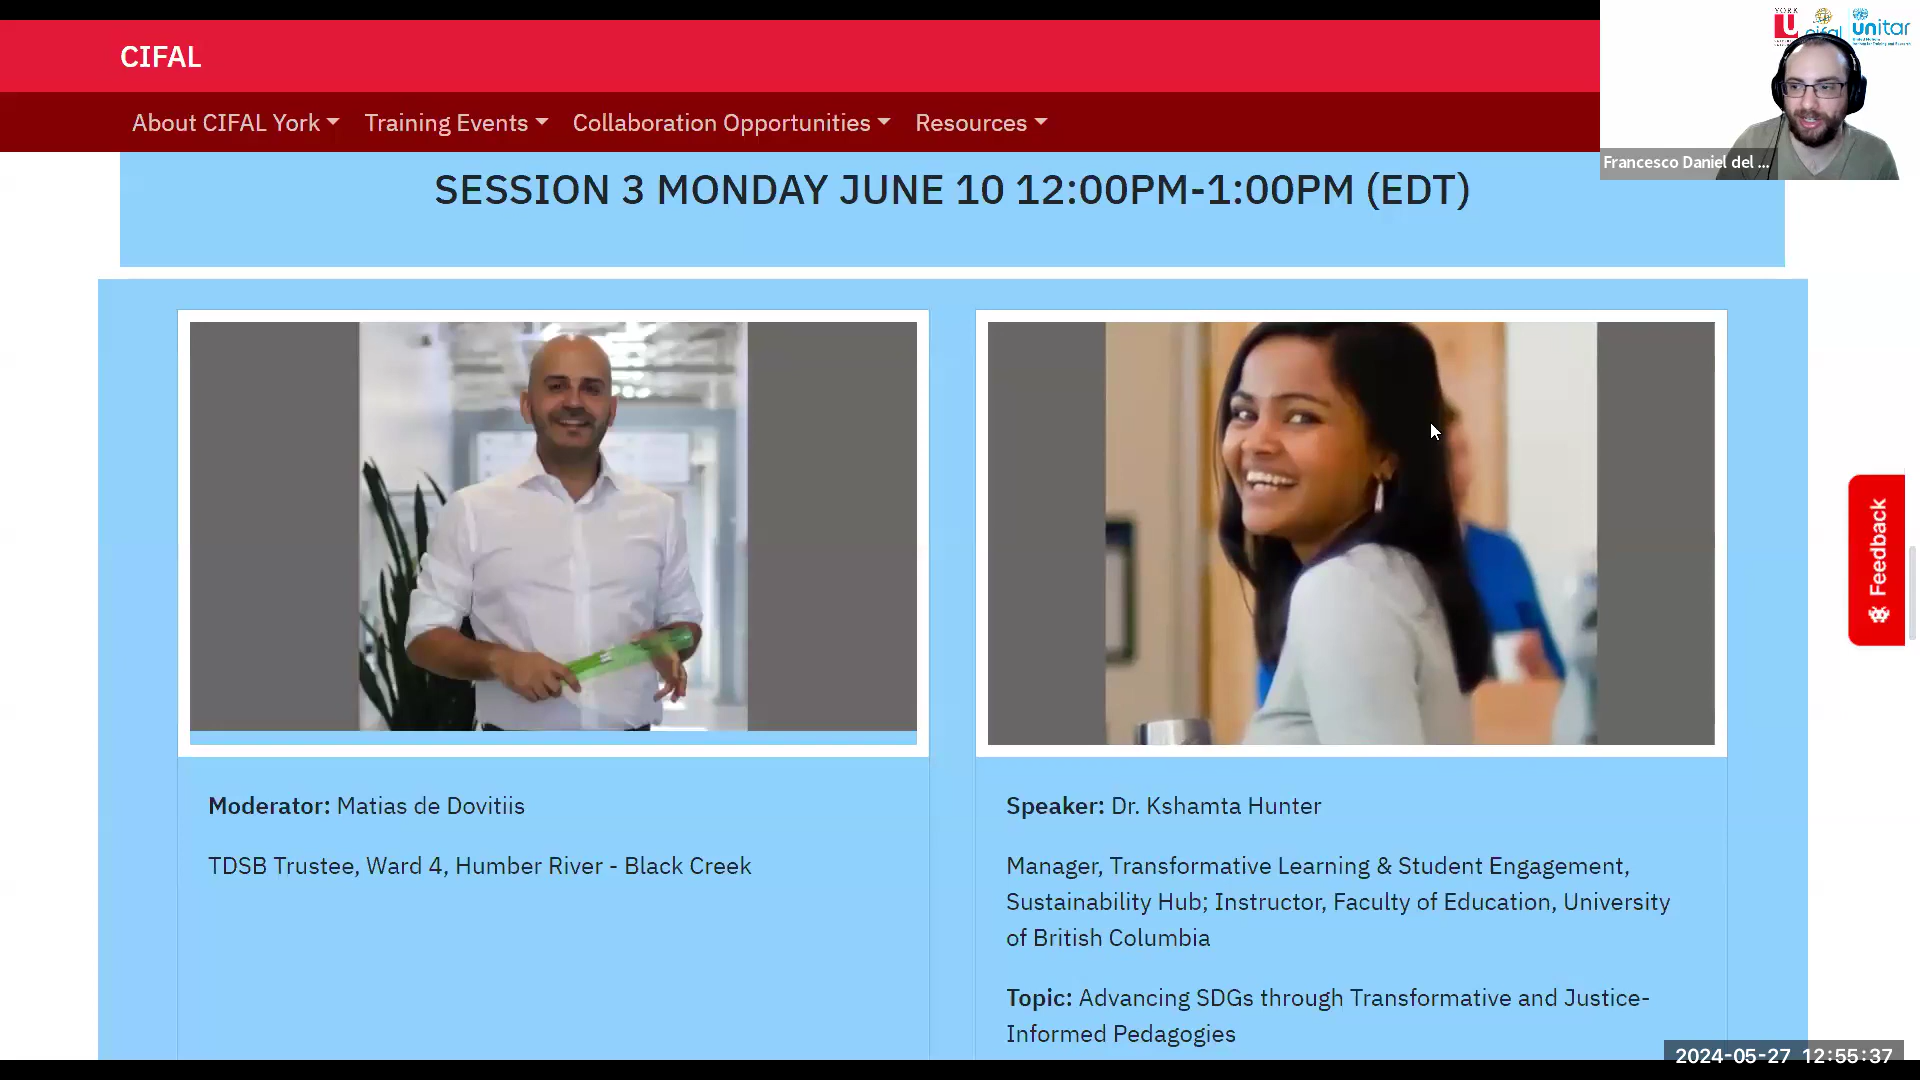 CIFAL
YORK
U
cifal
unitar
About CIFAL York
Training Events
Collaboration Opportunities
Resources
Francesco Daniel del ...
SESSION 3 MONDAY JUNE 10 12:00PM-1:00PM (EDT)
Feedback
Moderator: Matias de Dovitiis
TDSB Trustee, Ward 4, Humber River - Black Creek
Speaker: Dr. Kshamta Hunter
Manager, Transformative Learning & Student Engagement,
Sustainability Hub; Instructor, Faculty of Education, University
of British Columbia
Topic: Advancing SDGs through Transformative and Justice-
Informed Pedagogies
2024-05-27 12:55:37